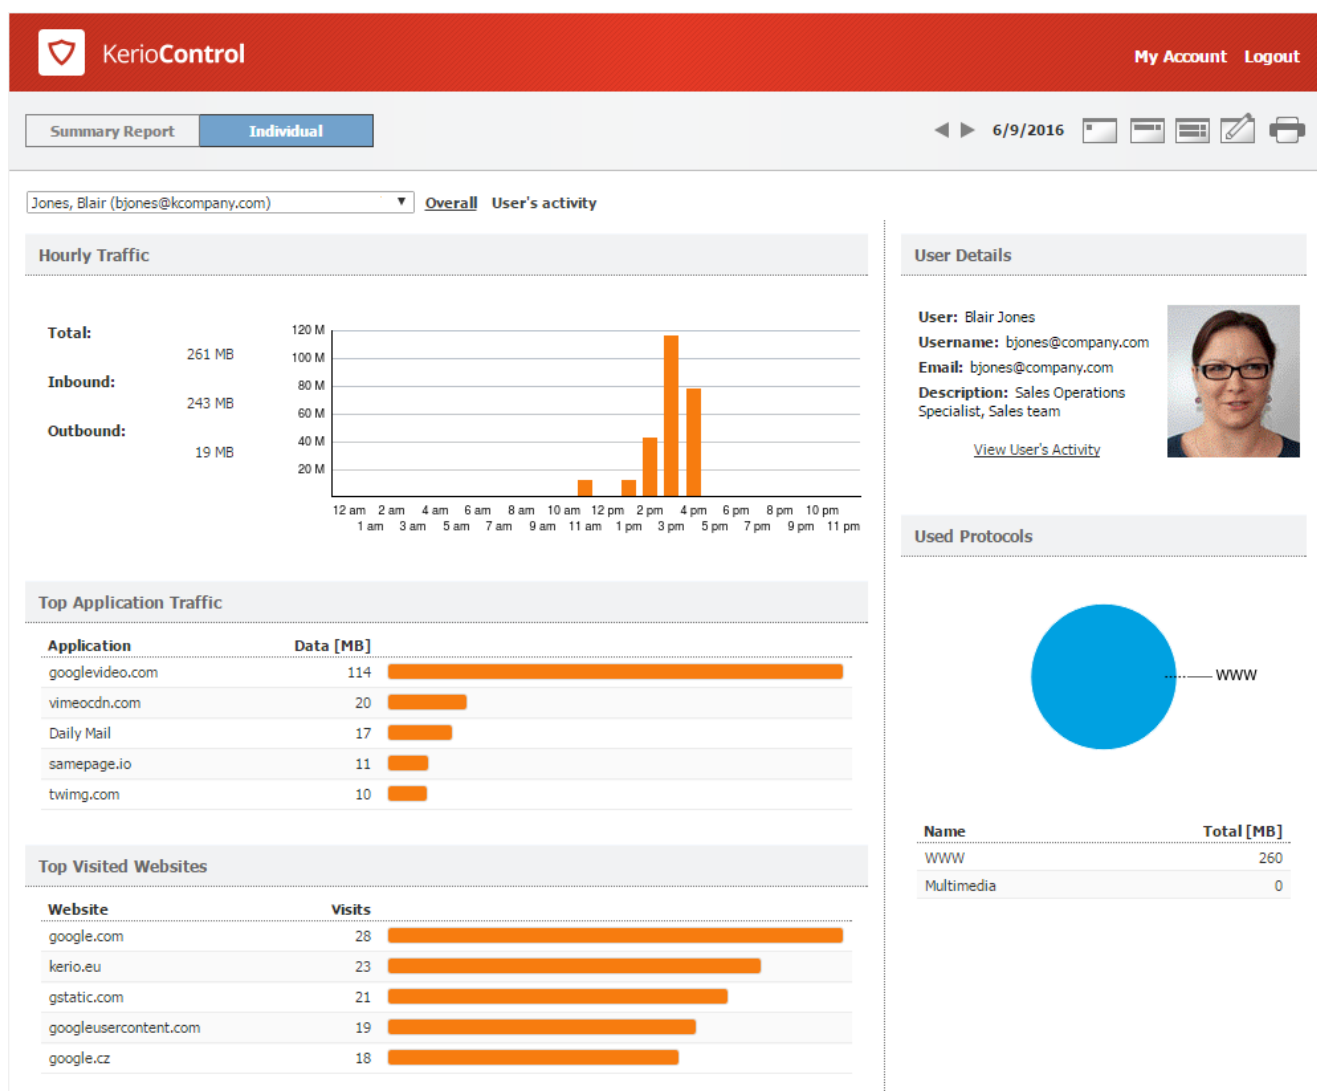 KerioControl
My Account Logout
Summary Report Individual
6/9/2016
Jones, Blair (bjones@kcompany.com) Overall User's activity
Hourly Traffic
Total:
261 MB
Inbound:
243 MB
Outbound:
19 MB
120 M
100 M
80 M
60 M
40 M
20 M
12 am 2 am 4 am 6 am 8 am 10 am 12 pm 2 pm 4 pm 6 pm 8 pm 10 pm
1 am 3 am 5 am 7 am 9 am 11 am 1 pm 3 pm 5 pm 7 pm 9 pm 11 pm
Top Application Traffic
Application Data [MB]
googlevideo.com 114
vimeocdn.com 20
Daily Mail 17
samepage.io 11
twimg.com 10
Top Visited Websites
Website Visits
google.com 28
kerio.eu 23
gstatic.com 21
googleusercontent.com 19
google.cz 18
User Details
User: Blair Jones
Username: bjones@company.com
Email: bjones@company.com
Description: Sales Operations
Specialist, Sales team
View User's Activity
Used Protocols
WWW
Name Total [MB]
WWW 260
Multimedia 0